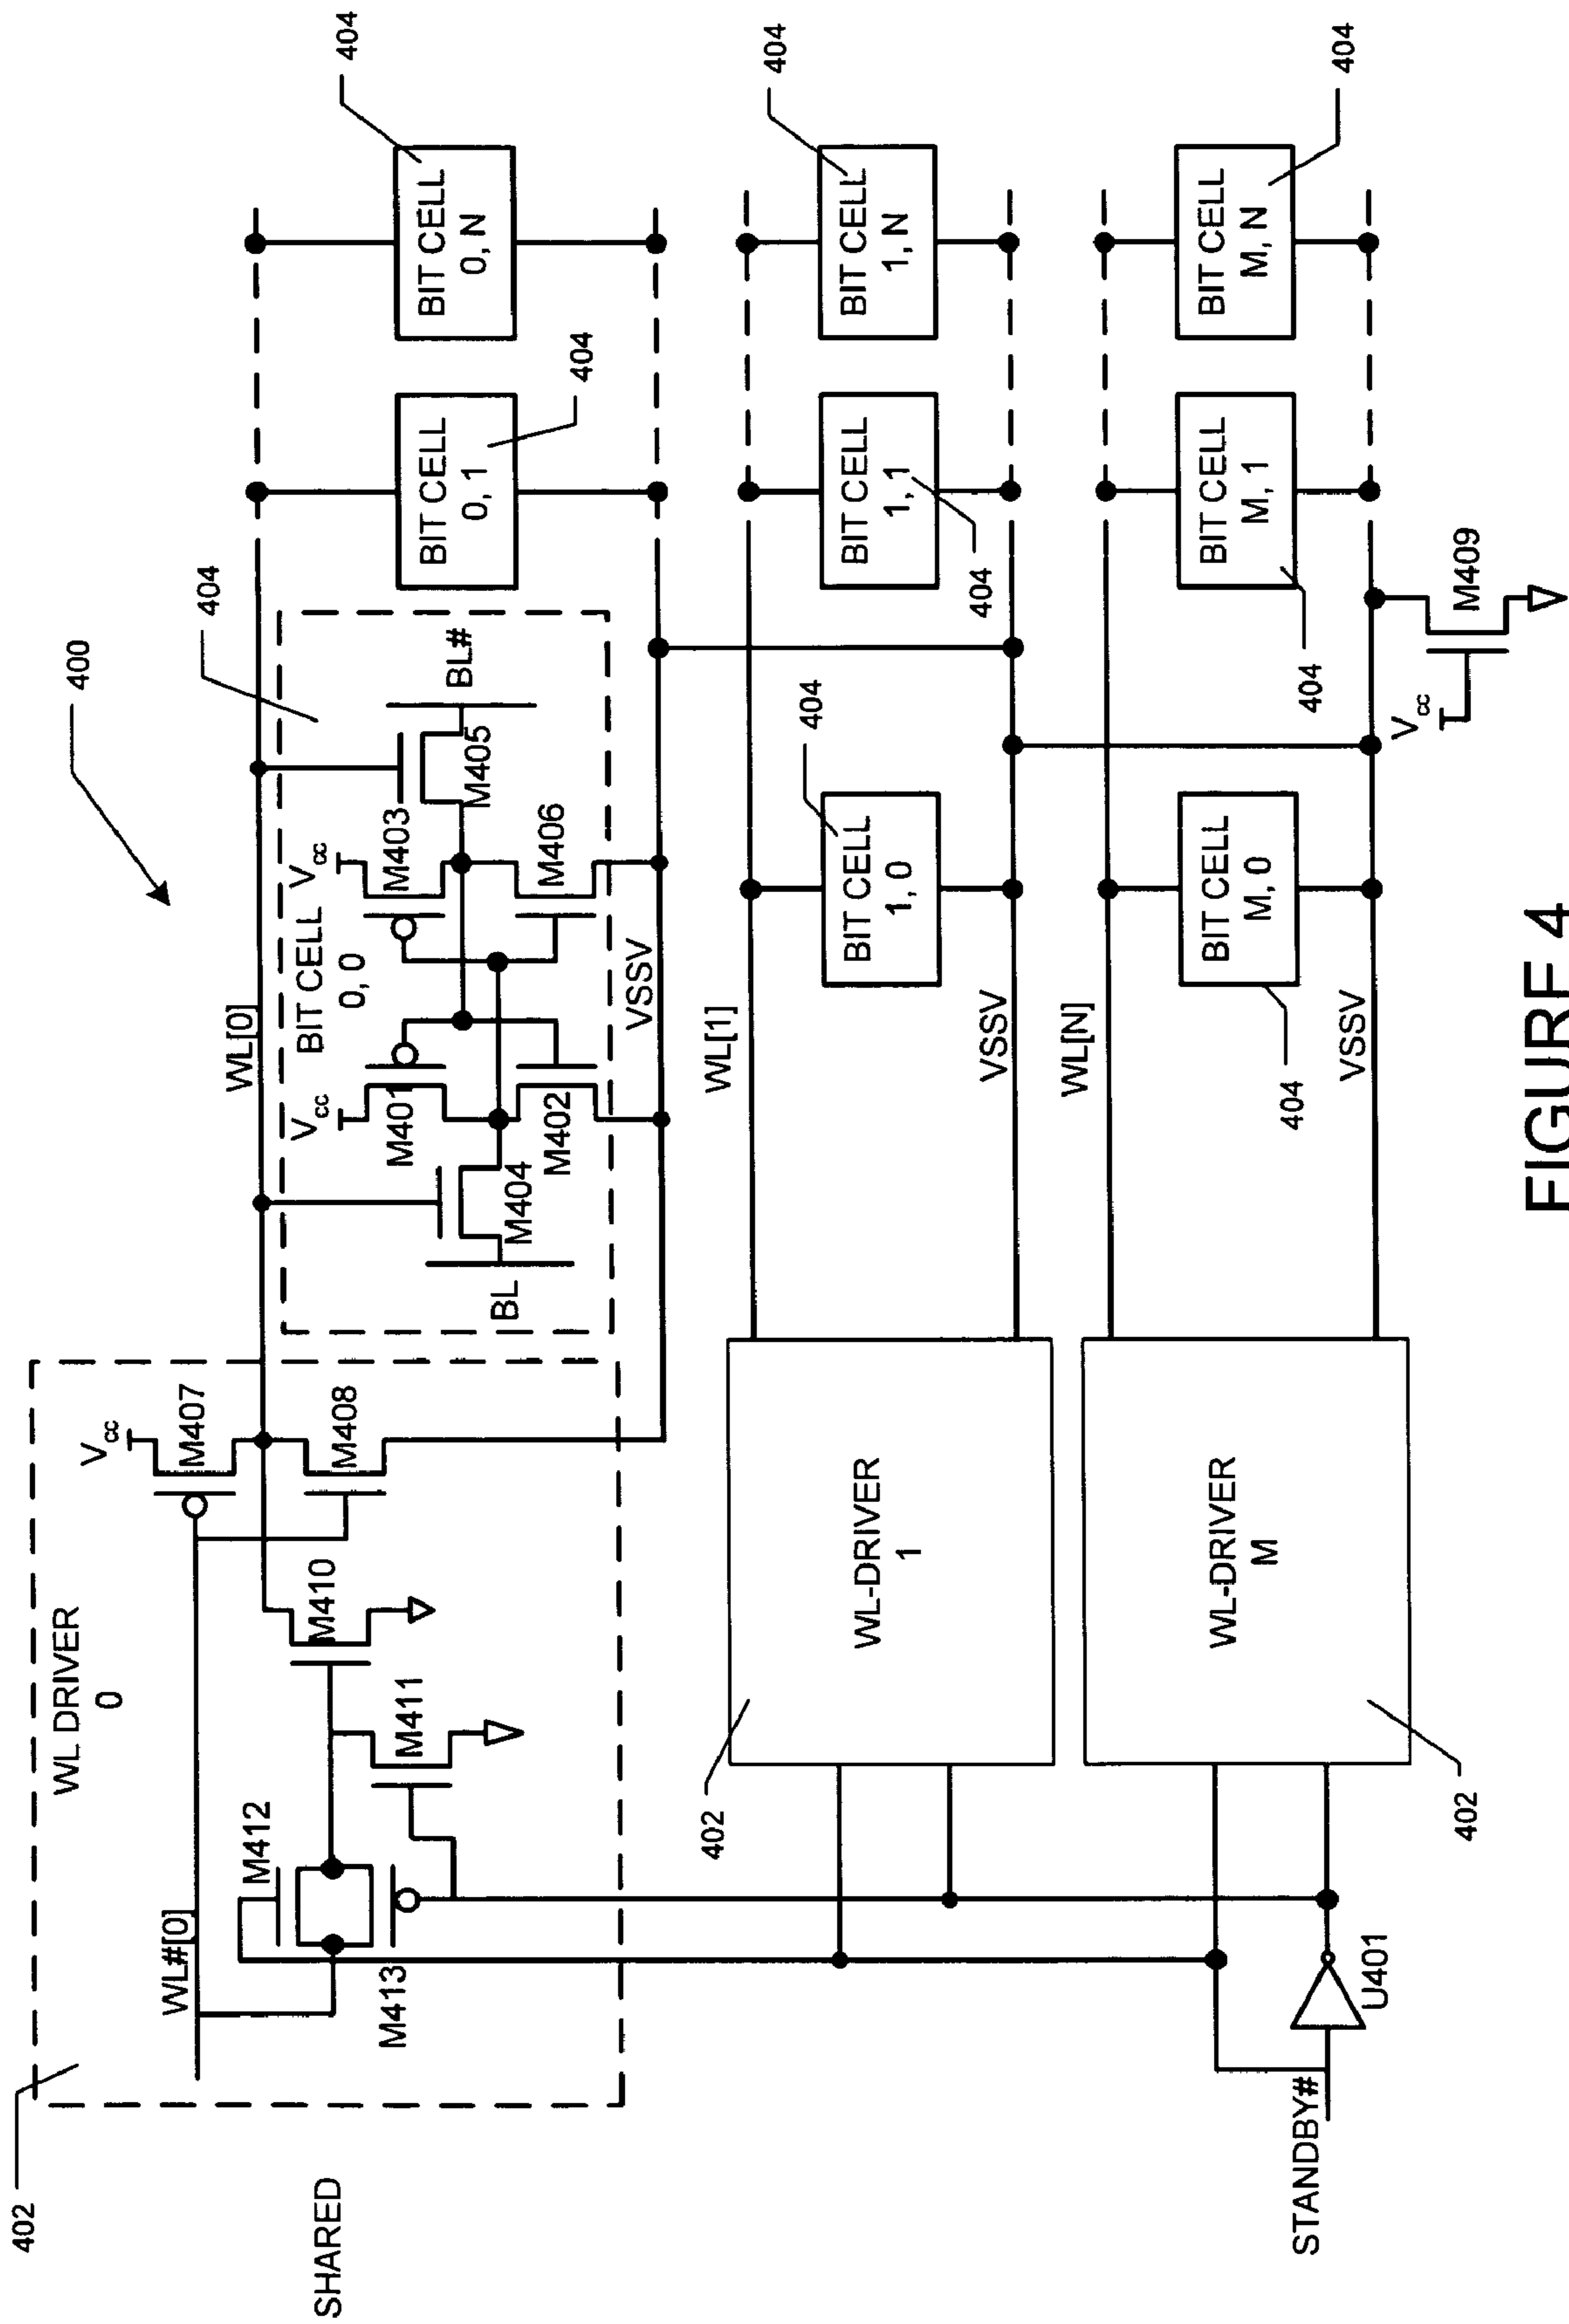 400
402
SHARED
WL DRIVER
0
WL#[0]
M412
M413
M411
M410
Vcc
M407
M408
WL[0]
404
BIT CELL
0, 0
Vcc
M401
M402
M404
BL
Vcc
M403
M406
M405
BL#
VSSV
BIT CELL
0, 1
404
BIT CELL
0, N
404
402
WL-DRIVER
1
WL[1]
VSSV
BIT CELL
1, 0
404
BIT CELL
1, 1
404
BIT CELL
1, N
404
WL-DRIVER
M
402
WL[N]
VSSV
BIT CELL
M, 0
404
BIT CELL
M, 1
404
BIT CELL
M, N
404
STANDBY#
U401
Vcc
M409
FIGURE 4